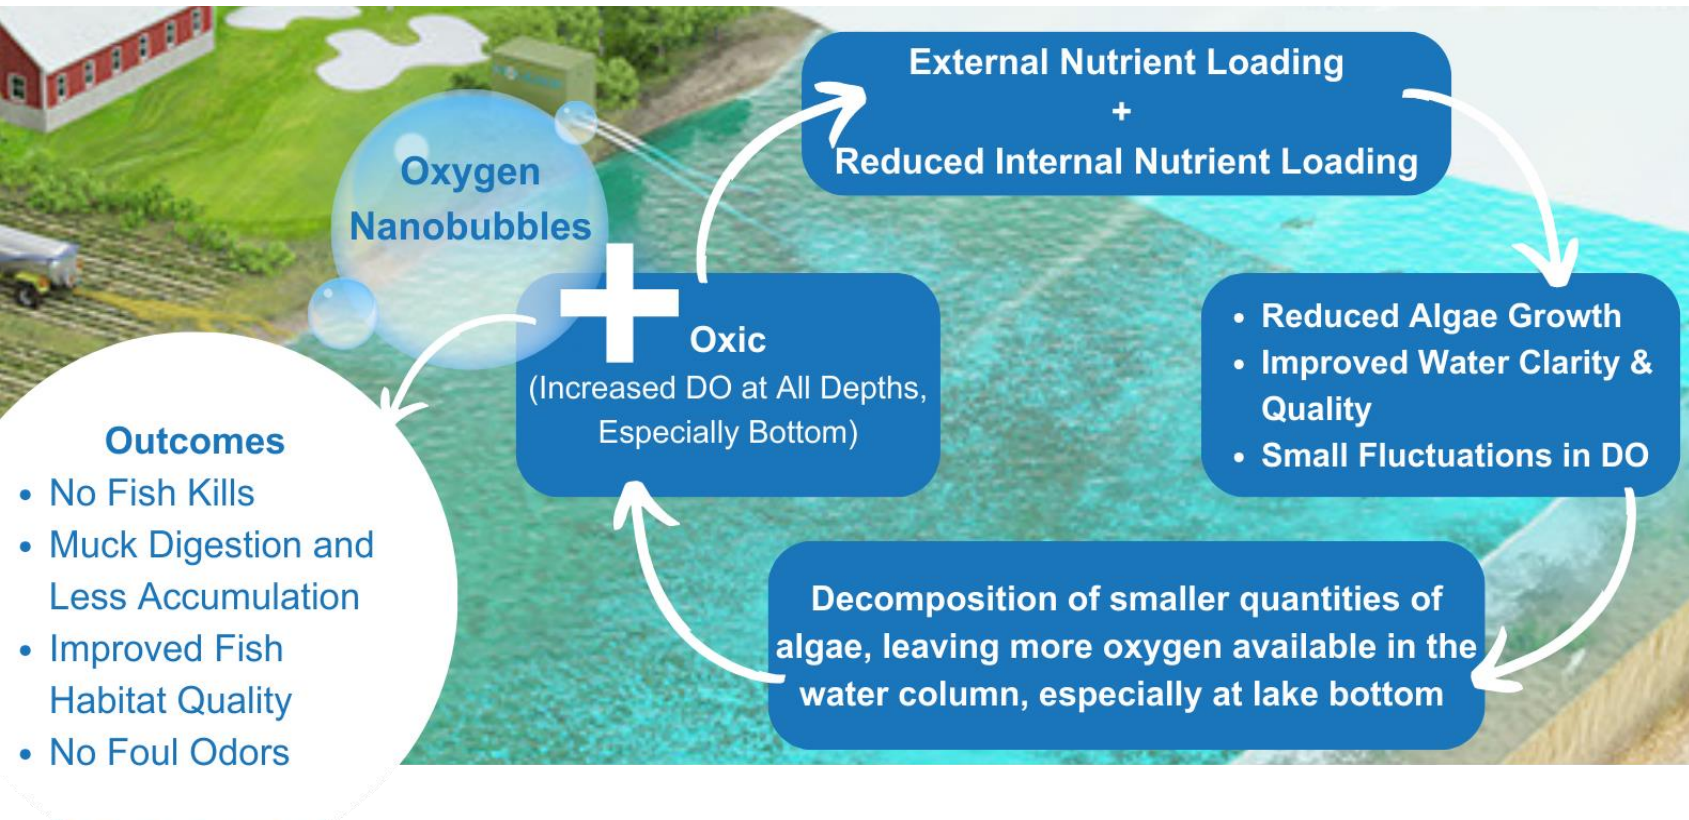 External Nutrient Loading
+
Reduced Internal Nutrient Loading
Oxygen
Nanobubbles
Oxic
(Increased DO at All Depths,
Especially Bottom)
• Reduced Algae Growth
• Improved Water Clarity &
Quality
• Small Fluctuations in DO
Decomposition of smaller quantities of
algae, leaving more oxygen available in the
water column, especially at lake bottom
Outcomes
• No Fish Kills
• Muck Digestion and
Less Accumulation
• Improved Fish
Habitat Quality
• No Foul Odors